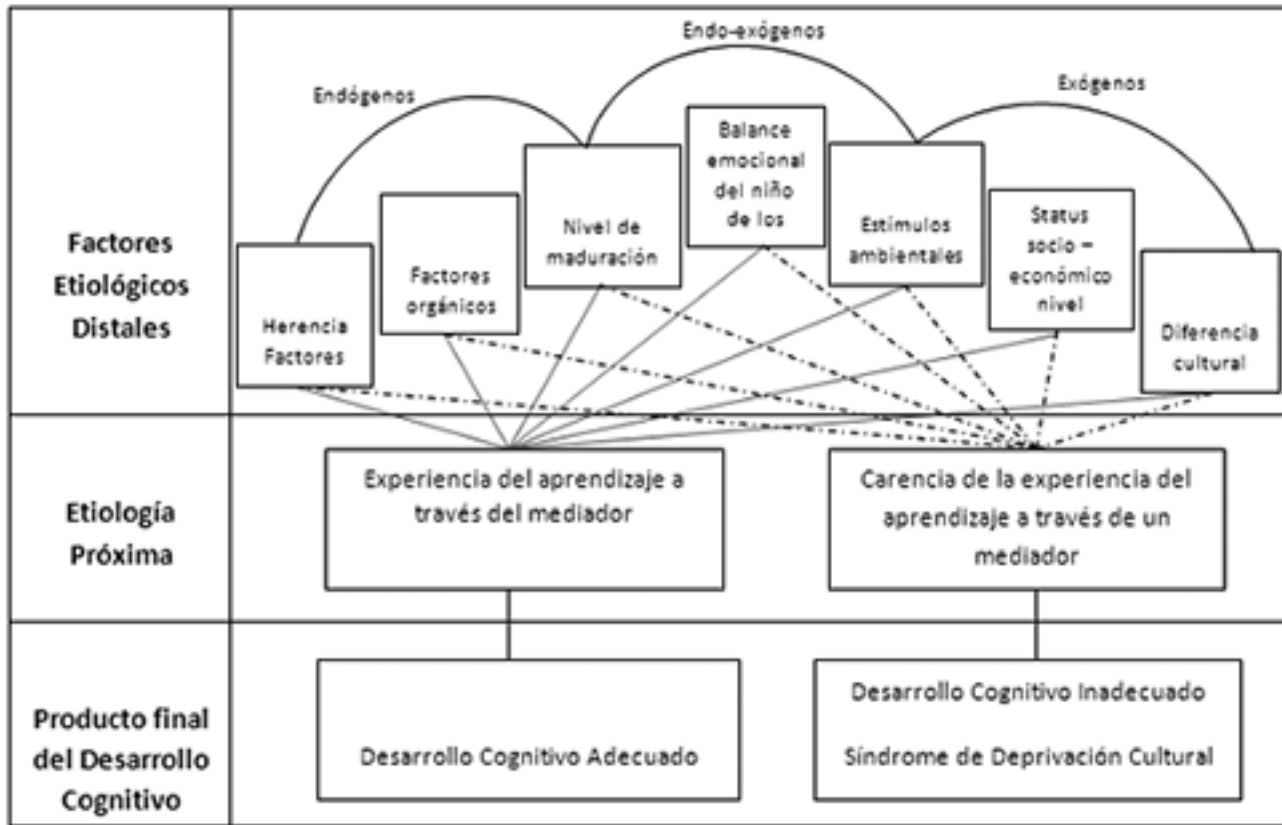 Endo-exógenos
Endógenos
Exógenos
Factores
Etiológicos
Distales
Herencia
Factores
Factores
orgánicos
Nivel de
maduración
Balance
emocional
del niño
de los
Estímulos
ambientales
Status
socio –
económico
nivel
Diferencia
cultural
Etiología
Próxima
Experiencia del aprendizaje a
través del mediador
Carencia de la experiencia del
aprendizaje a través de un
mediador
Producto final
del Desarrollo
Cognitivo
Desarrollo Cognitivo Adecuado
Desarrollo Cognitivo Inadecuado
Síndrome de Deprivación Cultural